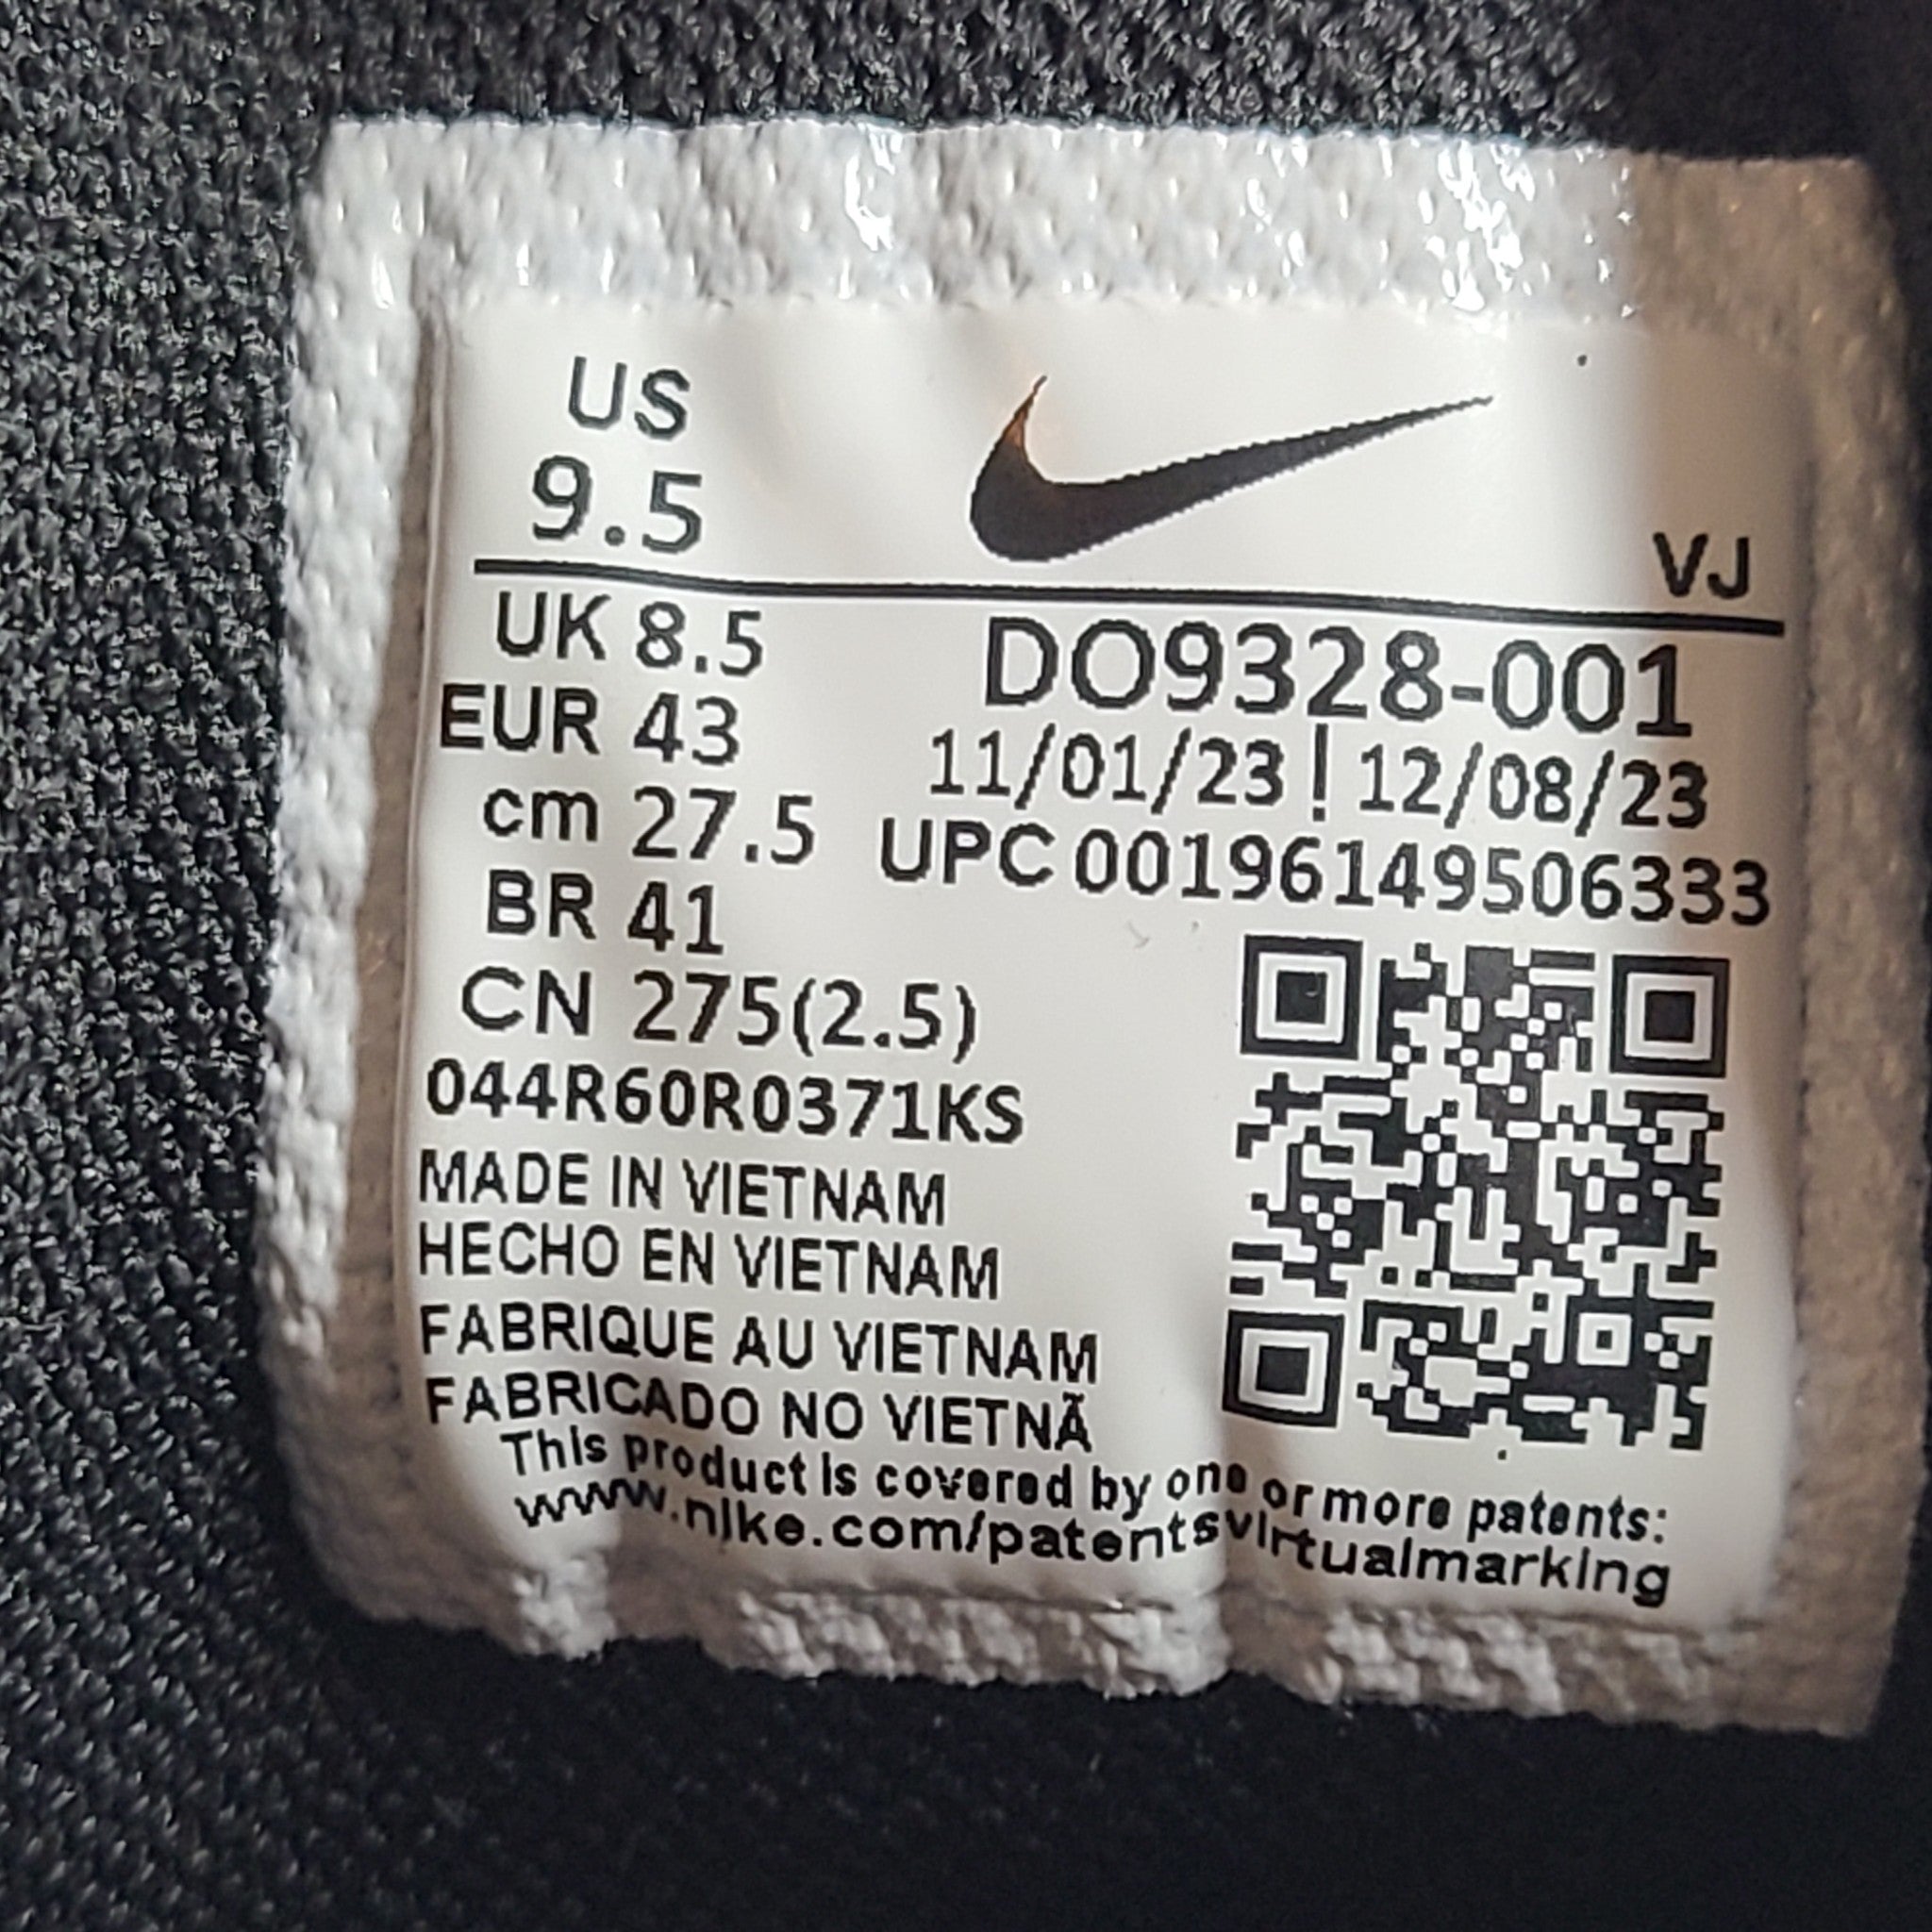 US
9.5
VJ
UK 8.5
EUR 43
cm 27.5
BR 41
CN 275(2.5)
DO9328-001
11/01/23 ! 12/08/23
UPC 00196149506333
044R60R0371KS
MADE IN VIETNAM
HECHO EN VIETNAM
FABRIQUE AU VIETNAM
FABRICADO NO VIETNÃ
This product is covered by one or more patents:
www.nike.com/patentsvirtualmarking